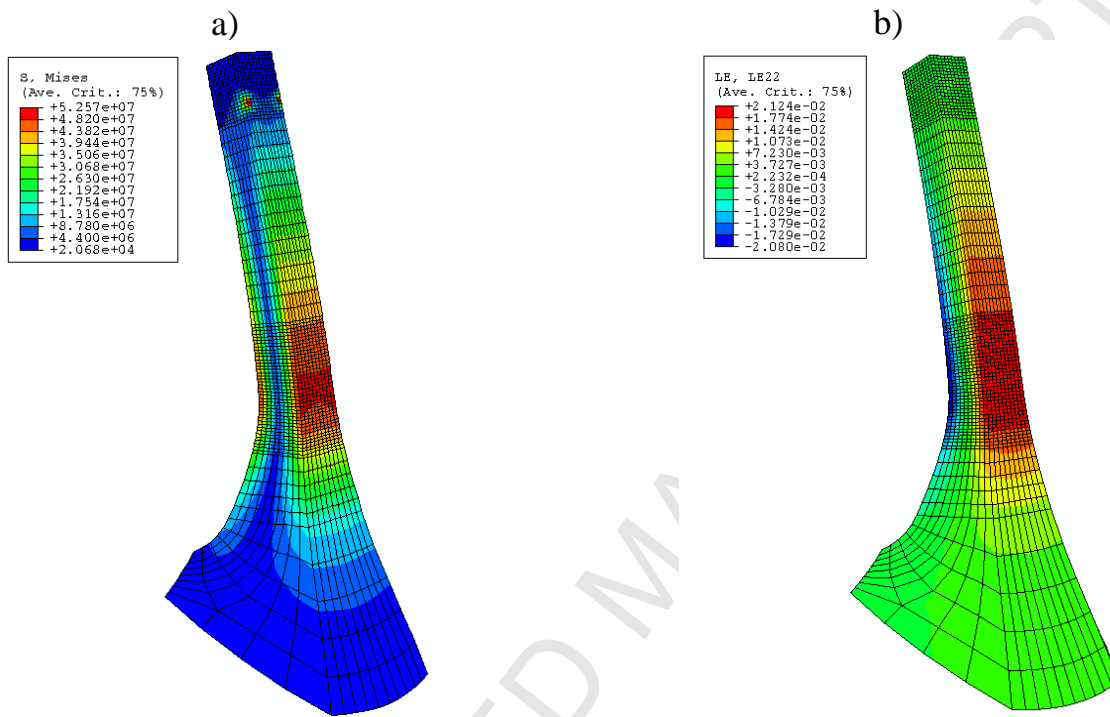 a)
S, Mises
(Ave. Crit.: 75%)
+5.257e+07
+4.820e+07
+4.382e+07
+3.944e+07
+3.506e+07
+3.068e+07
+2.630e+07
+2.192e+07
+1.754e+07
+1.316e+07
+8.780e+06
+4.400e+06
+2.068e+04
b)
LE, LE22
(Ave. Crit.: 75%)
+2.124e-02
+1.774e-02
+1.424e-02
+1.073e-02
+7.230e-03
+3.727e-03
+2.232e-04
-3.280e-03
-6.784e-03
-1.029e-02
-1.379e-02
-1.729e-02
-2.080e-02
ED MA